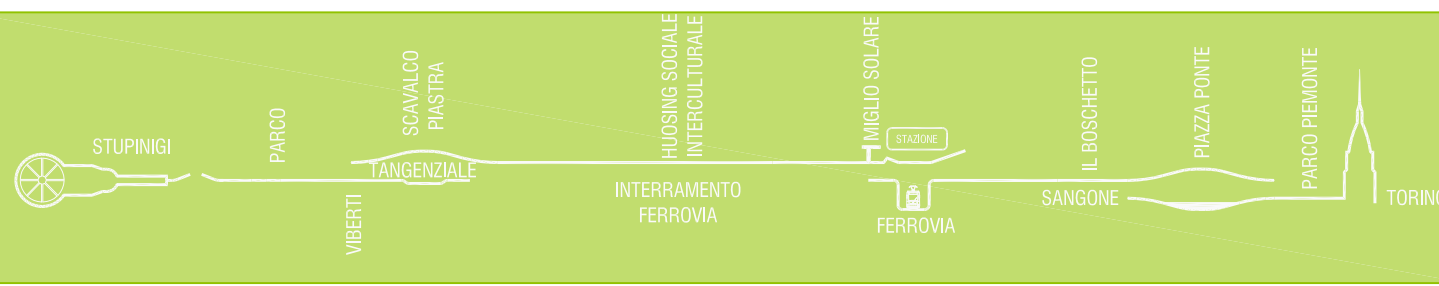 STUPINIGI
PARCO
VIBERTI
SCAVALCO
PIASTRA
TANGENZIALE
HUOSING SOCIALE
INTERCULTURALE
INTERRAMENTO
FERROVIA
MIGLIO SOLARE
STAZIONE
FERROVIA
IL BOSCHETTO
SANGONE
PIAZZA PONTE
PARCO PIEMONTE
TORINO